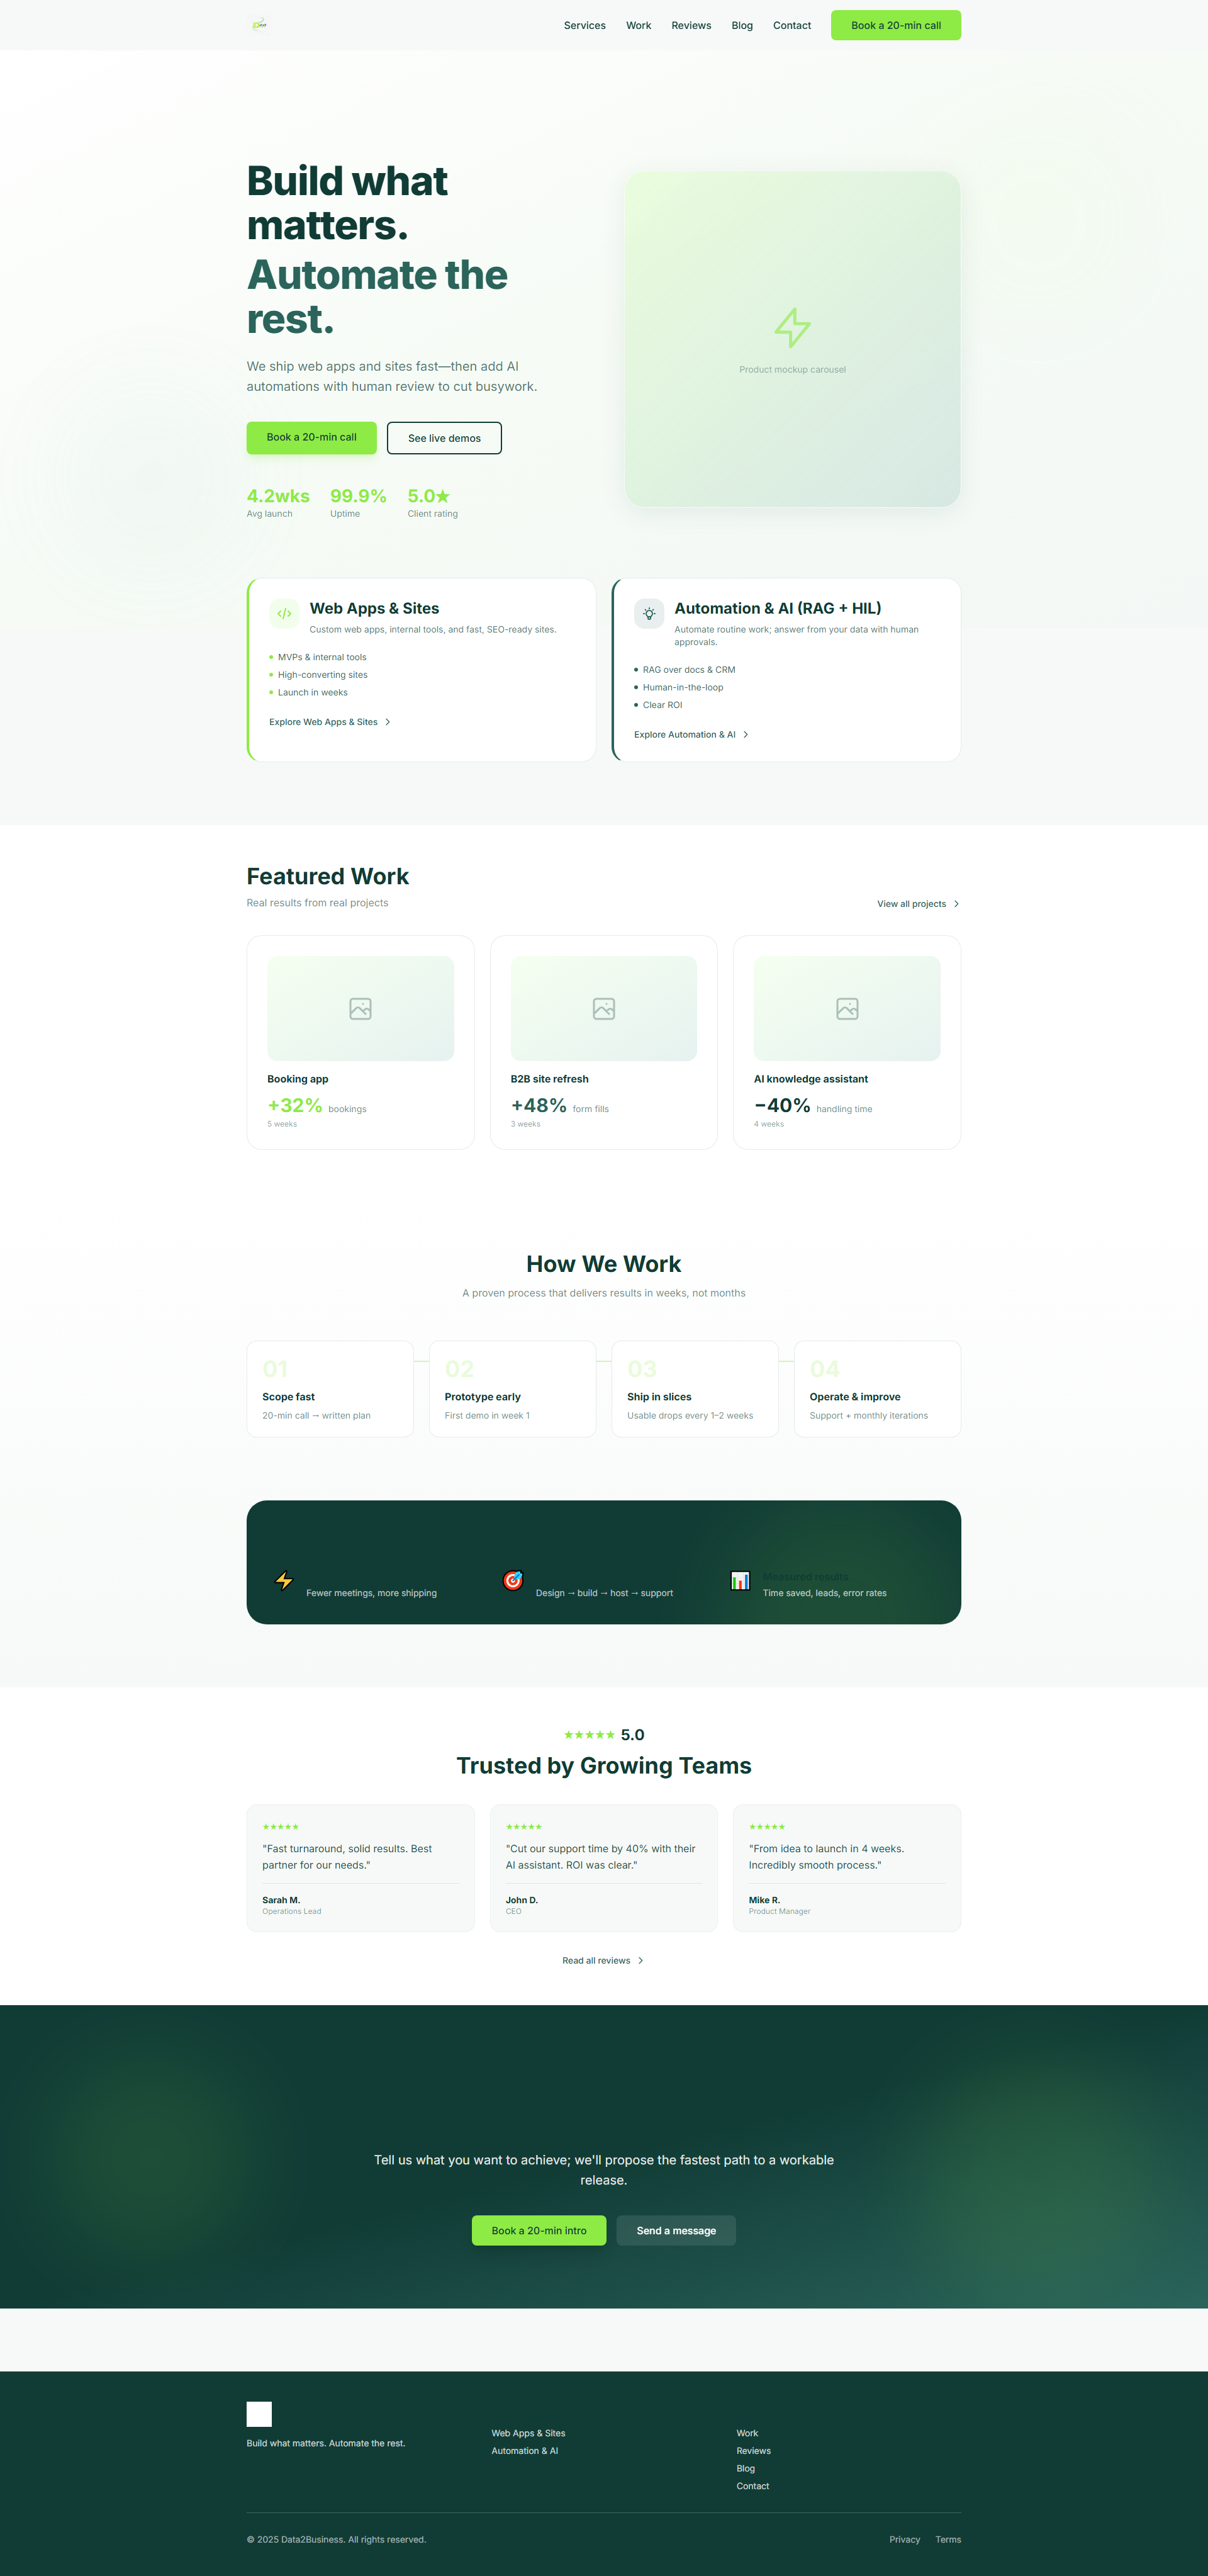 Services Work Reviews Blog Contact Book a 20-min call
Build what
matters.
Automate the
rest.
We ship web apps and sites fast—then add AI
automations with human review to cut busywork.
Book a 20-min call See live demos
4.2wks 99.9% 5.0★
Avg launch Uptime Client rating
Product mockup carousel
Web Apps & Sites
Custom web apps, internal tools, and fast, SEO-ready sites.
MVPs & internal tools
High-converting sites
Launch in weeks
Explore Web Apps & Sites
Automation & AI (RAG + HIL)
Automate routine work; answer from your data with human
approvals.
RAG over docs & CRM
Human-in-the-loop
Clear ROI
Explore Automation & AI
Featured Work
Real results from real projects
View all projects
Booking app
+32% bookings
5 weeks
B2B site refresh
+48% form fills
3 weeks
AI knowledge assistant
−40% handling time
4 weeks
How We Work
A proven process that delivers results in weeks, not months
01
Scope fast
20-min call → written plan
02
Prototype early
First demo in week 1
03
Ship in slices
Usable drops every 1–2 weeks
04
Operate & improve
Support + monthly iterations
Fewer meetings, more shipping
Design → build → host → support
Measured results
Time saved, leads, error rates
★★★★★ 5.0
Trusted by Growing Teams
★★★★★
"Fast turnaround, solid results. Best
partner for our needs."
Sarah M.
Operations Lead
★★★★★
"Cut our support time by 40% with their
AI assistant. ROI was clear."
John D.
CEO
★★★★★
"From idea to launch in 4 weeks.
Incredibly smooth process."
Mike R.
Product Manager
Read all reviews
Tell us what you want to achieve; we'll propose the fastest path to a workable
release.
Book a 20-min intro Send a message
Build what matters. Automate the rest.
Web Apps & Sites
Automation & AI
Work
Reviews
Blog
Contact
© 2025 Data2Business. All rights reserved.
Privacy Terms